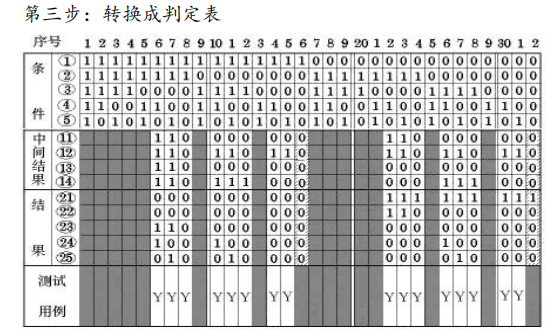 第三步：转换成判定表
序号 1 2 3 4 5 6 7 8 9 10 1 2 3 4 5 6 7 8 9 20 1 2 3 4 5 6 7 8 9 30 1 2
条件 ① 1 1 1 1 1 1 1 1 1 1 1 1 1 1 1 1 0 0 0 0 0 0 0 0 0 0 0 0 0 0 0 0
② 1 1 1 1 1 1 1 1 0 0 0 0 0 0 0 0 1 1 1 1 1 1 1 1 0 0 0 0 0 0 0 0
③ 1 1 1 1 0 0 0 0 1 1 1 1 0 0 0 0 1 1 1 1 0 0 0 0 1 1 1 1 0 0 0 0
④ 1 1 0 0 1 1 0 0 1 1 0 0 1 1 0 0 1 1 0 0 1 1 0 0 1 1 0 0 1 1 0 0
⑤ 1 0 1 0 1 0 1 0 1 0 1 0 1 0 1 0 1 0 1 0 1 0 1 0 1 0 1 0 1 0 1 0
中间结果 ⑪ 1 1 0 0 0 0 0 0 0 1 1 0 0 0 0 0 0 0
⑫ 1 1 0 1 1 0 1 1 0 1 1 0 1 1 0 1 1 0
⑬ 1 1 0 0 0 0 0 0 0 0 0 0 0 0 0 0 0 0
⑭ 1 1 0 1 1 1 0 0 0 0 0 0 1 1 1 0 0 0
结果 ㉑ 0 0 0 0 0 0 0 0 0 1 1 1 1 1 1 1 1 1
㉒ 0 0 0 0 0 0 0 0 0 1 1 0 0 0 0 0 0 0
㉓ 1 1 0 0 0 0 0 0 0 0 0 0 0 0 0 0 0 0
㉔ 1 0 0 1 0 0 0 0 0 0 0 0 1 0 0 0 0 0
㉕ 0 1 0 0 1 0 0 0 0 0 0 0 0 1 0 0 0 0
测试用例 Y Y Y Y Y Y Y Y Y Y Y Y Y Y Y Y